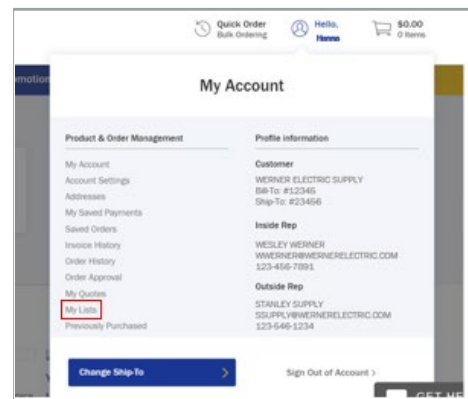 Quick Order
Bulk Ordering
Hello,
Hanna
$0.00
0 Items
My Account
Product & Order Management
My Account
Account Settings
Addresses
My Saved Payments
Saved Orders
Invoice History
Order History
Order Approval
My Quotes
My Lists
Previously Purchased
Profile information
Customer
WERNER ELECTRIC SUPPLY
Bill-To: #12345
Ship-To: #23456
Inside Rep
WESLEY WERNER
WWERNER@WERNERELECTRIC.COM
123-456-7891
Outside Rep
STANLEY SUPPLY
SSUPPLY@WERNERELECTRIC.COM
123-546-1234
Change Ship-To
Sign Out of Account
GET HE